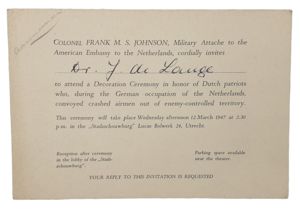 COLONEL FRANK M. S. JOHNSON, Military Attache to the
American Embassy to the Netherlands, cordially invites
Dr. J. de Lange
to attend a Decoration Ceremony in honor of Dutch patriots
who, during the German occupation of the Netherlands,
convoyed crashed airmen out of enemy-controlled territory.
This ceremony will take place Wednesday afternoon 12 March 1947 at 2.30
p.m. in the „Stadsschouwburg" Lucas Bolwerk 24, Utrecht.
Reception after ceremony
in the lobby of the „Stads-
schouwburg".
Parking space available
near the theater.
YOUR REPLY TO THIS INVITATION IS REQUESTED